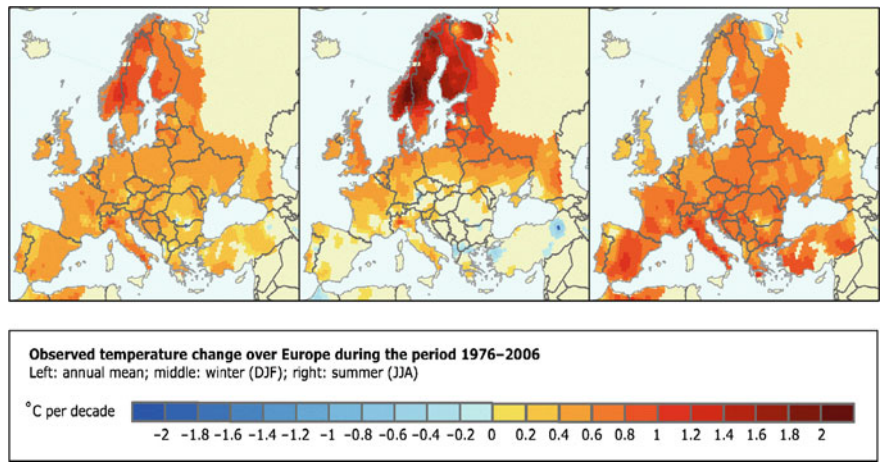 Observed temperature change over Europe during the period 1976–2006
Left: annual mean; middle: winter (DJF); right: summer (JJA)
°C per decade
−2 −1.8 −1.6 −1.4 −1.2 −1 −0.8 −0.6 −0.4 −0.2 0 0.2 0.4 0.6 0.8 1 1.2 1.4 1.6 1.8 2